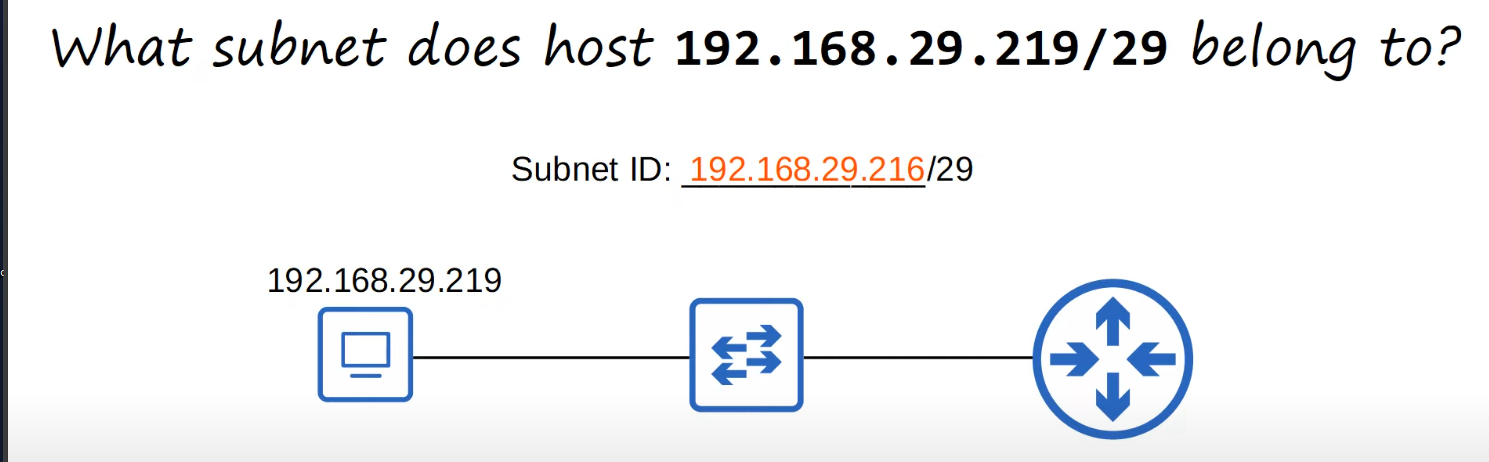 What subnet does host 192.168.29.219/29 belong to?
Subnet ID: 192.168.29.216/29
192.168.29.219